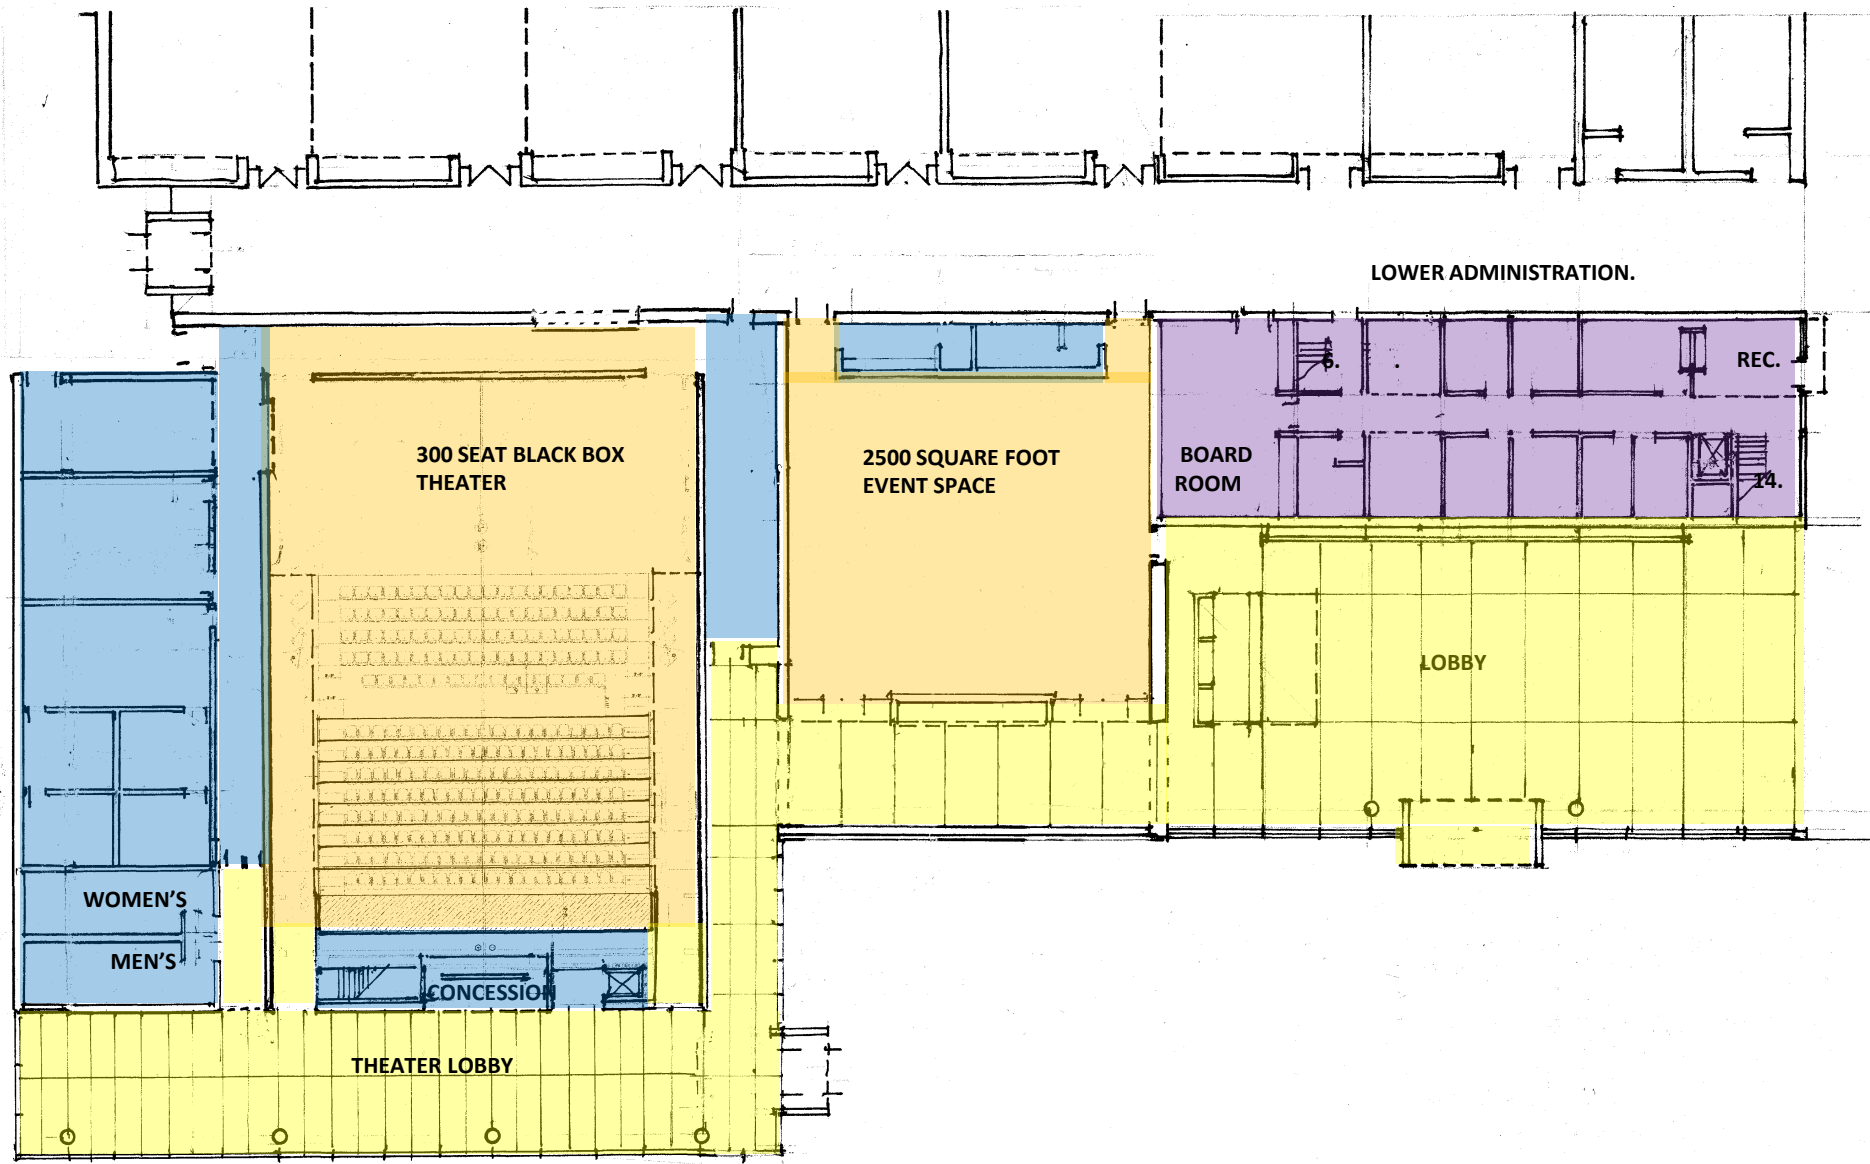 LOWER ADMINISTRATION.
6.
.
REC.
300 SEAT BLACK BOX
THEATER
2500 SQUARE FOOT
EVENT SPACE
BOARD
ROOM
14.
LOBBY
WOMEN'S
MEN'S
CONCESSION
THEATER LOBBY